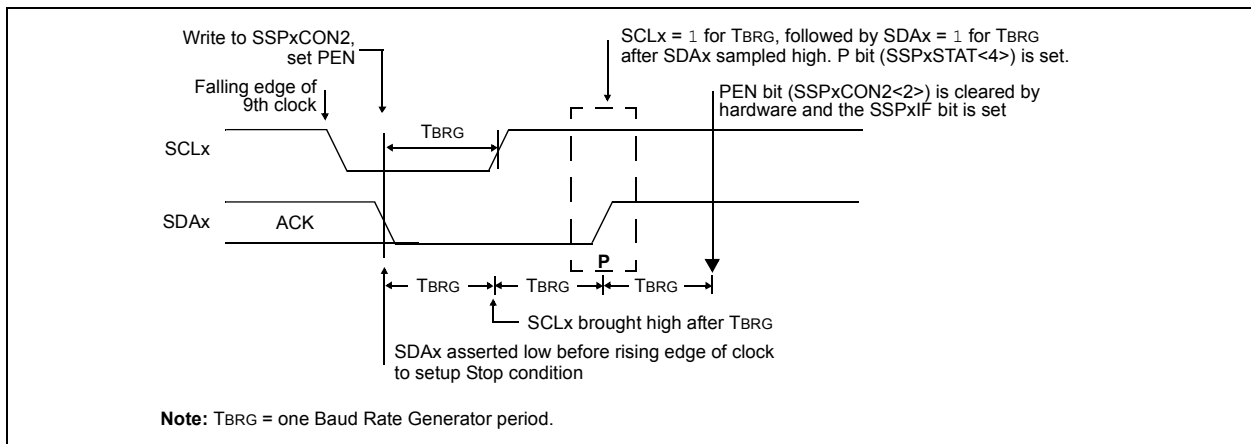 Write to SSPxCON2,
set PEN
SCLx = 1 for TBRG, followed by SDAx = 1 for TBRG
after SDAx sampled high. P bit (SSPxSTAT<4>) is set.
Falling edge of
9th clock
PEN bit (SSPxCON2<2>) is cleared by
hardware and the SSPxIF bit is set
TBRG
SCLx
SDAx
ACK
P
TBRG
TBRG
TBRG
SCLx brought high after TBRG
SDAx asserted low before rising edge of clock
to setup Stop condition
Note: TBRG = one Baud Rate Generator period.